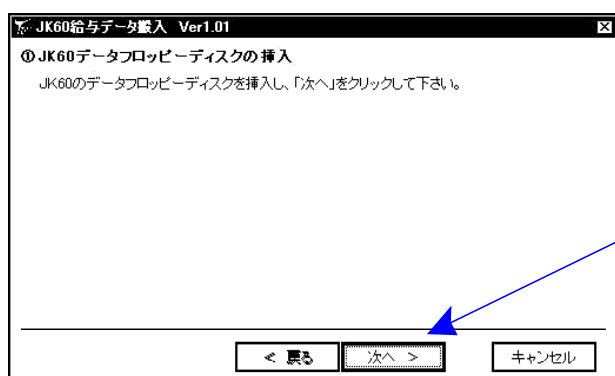 JK60給与データ搬入 Ver1.01
①JK60データフロッピーディスクの挿入
JK60のデータフロッピーディスクを挿入し、「次へ」をクリックして下さい。
< 戻る 次へ > キャンセル